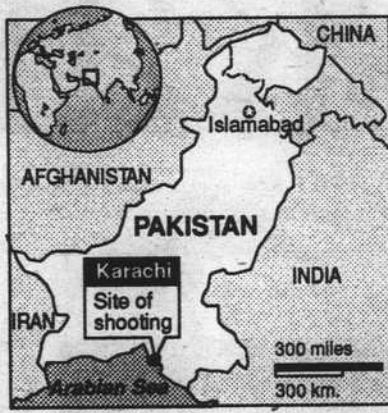 CHINA
Islamabad
AFGHANISTAN
PAKISTAN
Karachi
Site of
shooting
INDIA
IRAN
300 miles
300 km.
Arabian Sea